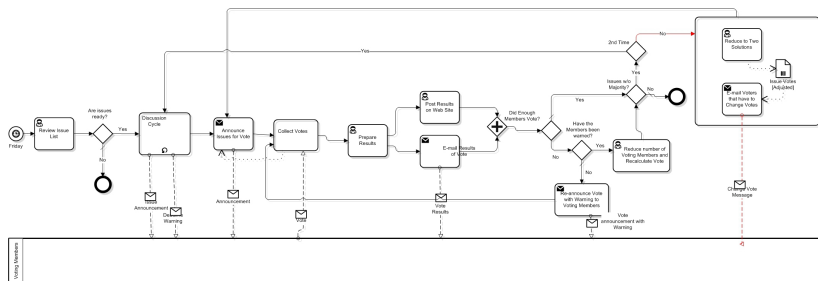 2nd Time
No
Reduce to Two
Solutions
Yes
Issue Votes
[Adjusted]
Issues w/o
Majority?
Yes
No
E-mail Voters
that have to
Change Votes
Are issues
ready?
Discussion
Cycle
Post Results
on Web Site
Did Enough
Members Vote?
Yes
Friday
Review Issue
List
Yes
Announce
Issues for Vote
Collect Votes
Prepare
Results
Have the
Members been
warned?
E-mail Results
of Vote
No
Yes
Reduce number of
Voting Members and
Recalculate Vote
No
No
Issue
Announcement
Warning
Announcement
Vote
Vote
Results
Re-announce Vote
with Warning to
Voting Members
Vote
announcement with
Warning
Change Vote
Message
Voting Members